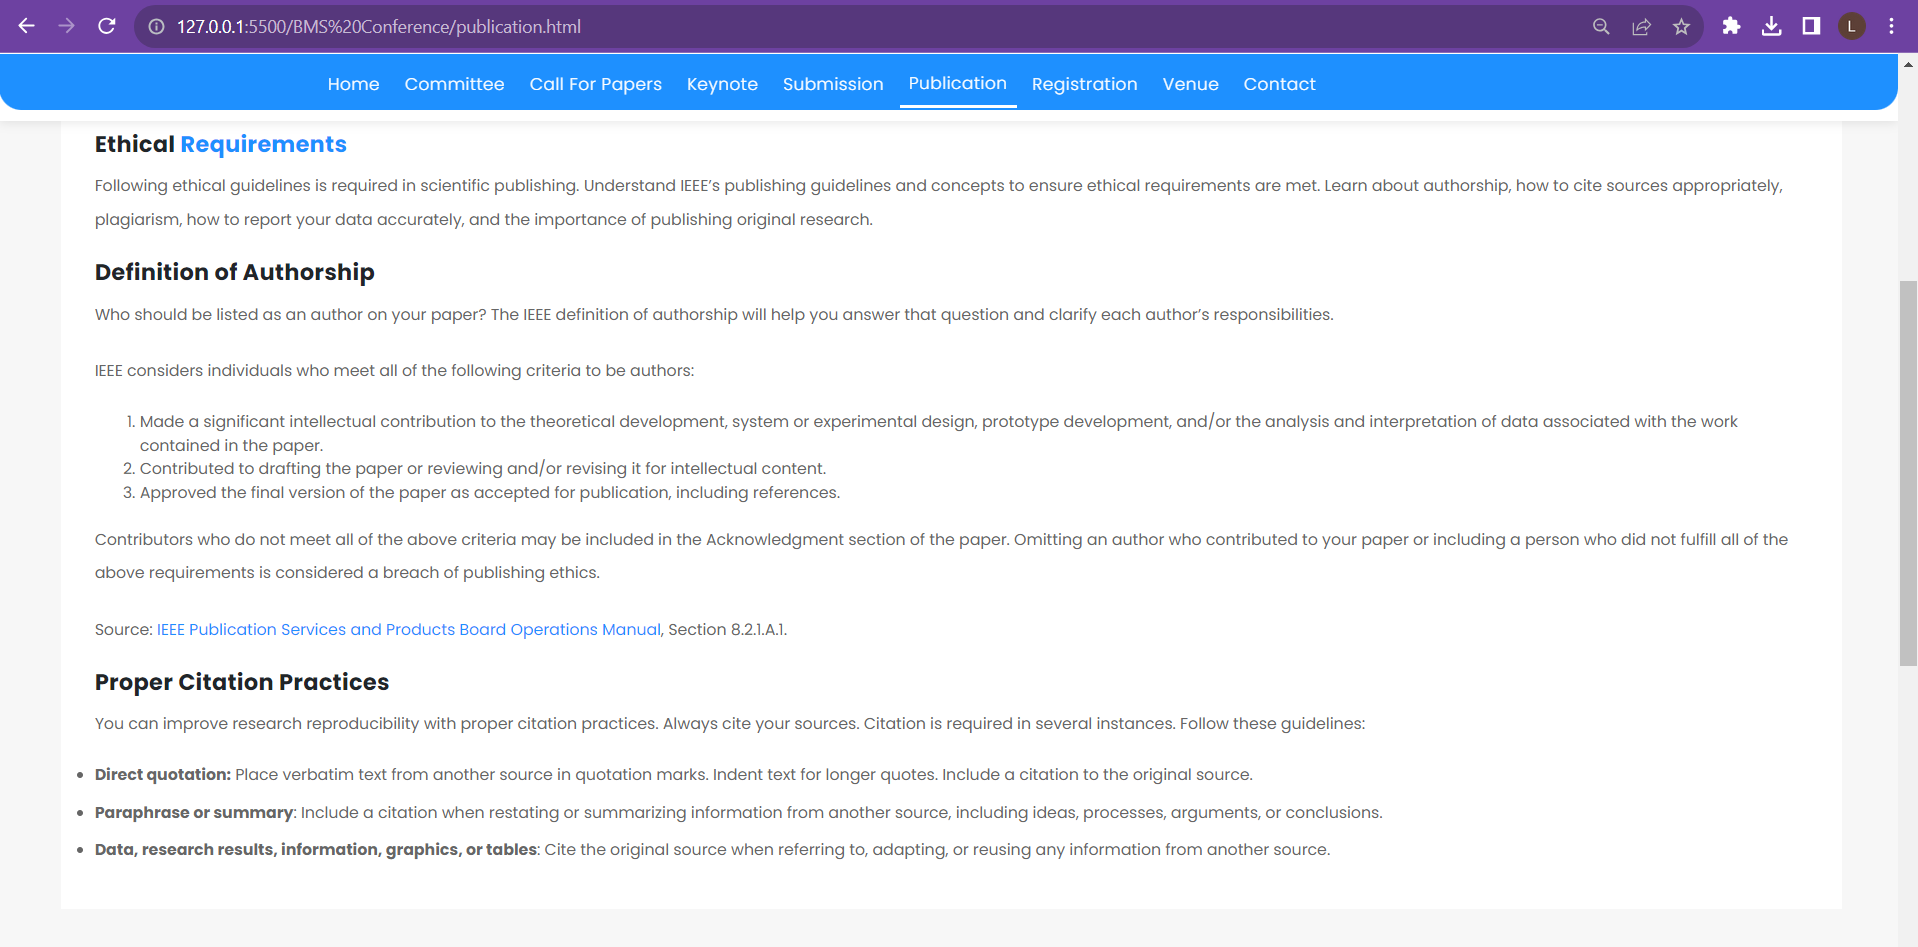 127.0.0.1:5500/BMS%20Conference/publication.html
L
Home Committee Call For Papers Keynote Submission Publication Registration Venue Contact
Ethical Requirements
Following ethical guidelines is required in scientific publishing. Understand IEEE’s publishing guidelines and concepts to ensure ethical requirements are met. Learn about authorship, how to cite sources appropriately,
plagiarism, how to report your data accurately, and the importance of publishing original research.
Definition of Authorship
Who should be listed as an author on your paper? The IEEE definition of authorship will help you answer that question and clarify each author’s responsibilities.
IEEE considers individuals who meet all of the following criteria to be authors:
1. Made a significant intellectual contribution to the theoretical development, system or experimental design, prototype development, and/or the analysis and interpretation of data associated with the work
contained in the paper.
2. Contributed to drafting the paper or reviewing and/or revising it for intellectual content.
3. Approved the final version of the paper as accepted for publication, including references.
Contributors who do not meet all of the above criteria may be included in the Acknowledgment section of the paper. Omitting an author who contributed to your paper or including a person who did not fulfill all of the
above requirements is considered a breach of publishing ethics.
Source: IEEE Publication Services and Products Board Operations Manual, Section 8.2.1.A.1.
Proper Citation Practices
You can improve research reproducibility with proper citation practices. Always cite your sources. Citation is required in several instances. Follow these guidelines:
• Direct quotation: Place verbatim text from another source in quotation marks. Indent text for longer quotes. Include a citation to the original source.
• Paraphrase or summary: Include a citation when restating or summarizing information from another source, including ideas, processes, arguments, or conclusions.
• Data, research results, information, graphics, or tables: Cite the original source when referring to, adapting, or reusing any information from another source.